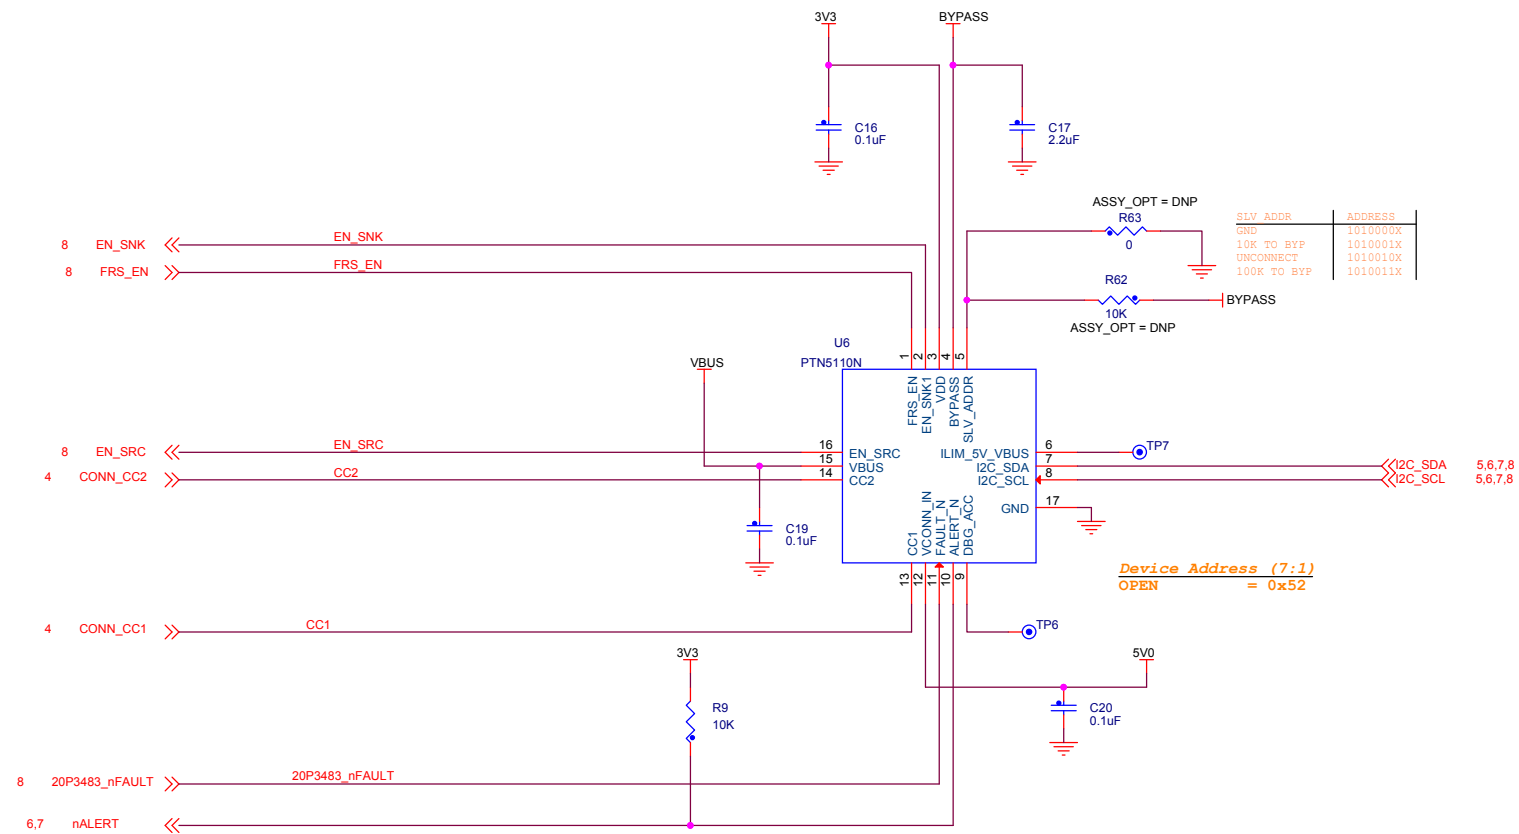 3V3
BYPASS
C16
0.1uF
C17
2.2uF
ASSY_OPT = DNP
R63
0
SLV ADDR ADDRESS
GND 1010000X
10K TO BYP 1010001X
UNCONNECT 1010010X
100K TO BYP 1010011X
8 EN_SNK EN_SNK
8 FRS_EN FRS_EN
R62
10K
BYPASS
ASSY_OPT = DNP
U6
PTN5110N
VBUS
1 2 3 4 5
FRS_EN
EN_SNK1
VDD
BYPASS
SLV_ADDR
8 EN_SRC EN_SRC 16 EN_SRC
15 VBUS
4 CONN_CC2 CC2 14 CC2
ILIM_5V_VBUS 6 TP7
I2C_SDA 7 I2C_SDA 5,6,7,8
I2C_SCL 8 I2C_SCL 5,6,7,8
GND 17
C19
0.1uF
CC1
VCONN_IN
FAULT_N
ALERT_N
DBG_ACC
13 12 11 10 9
Device Address (7:1)
OPEN = 0x52
4 CONN_CC1 CC1
TP6
3V3
5V0
R9
10K
C20
0.1uF
8 20P3483_nFAULT 20P3483_nFAULT
6,7 nALERT